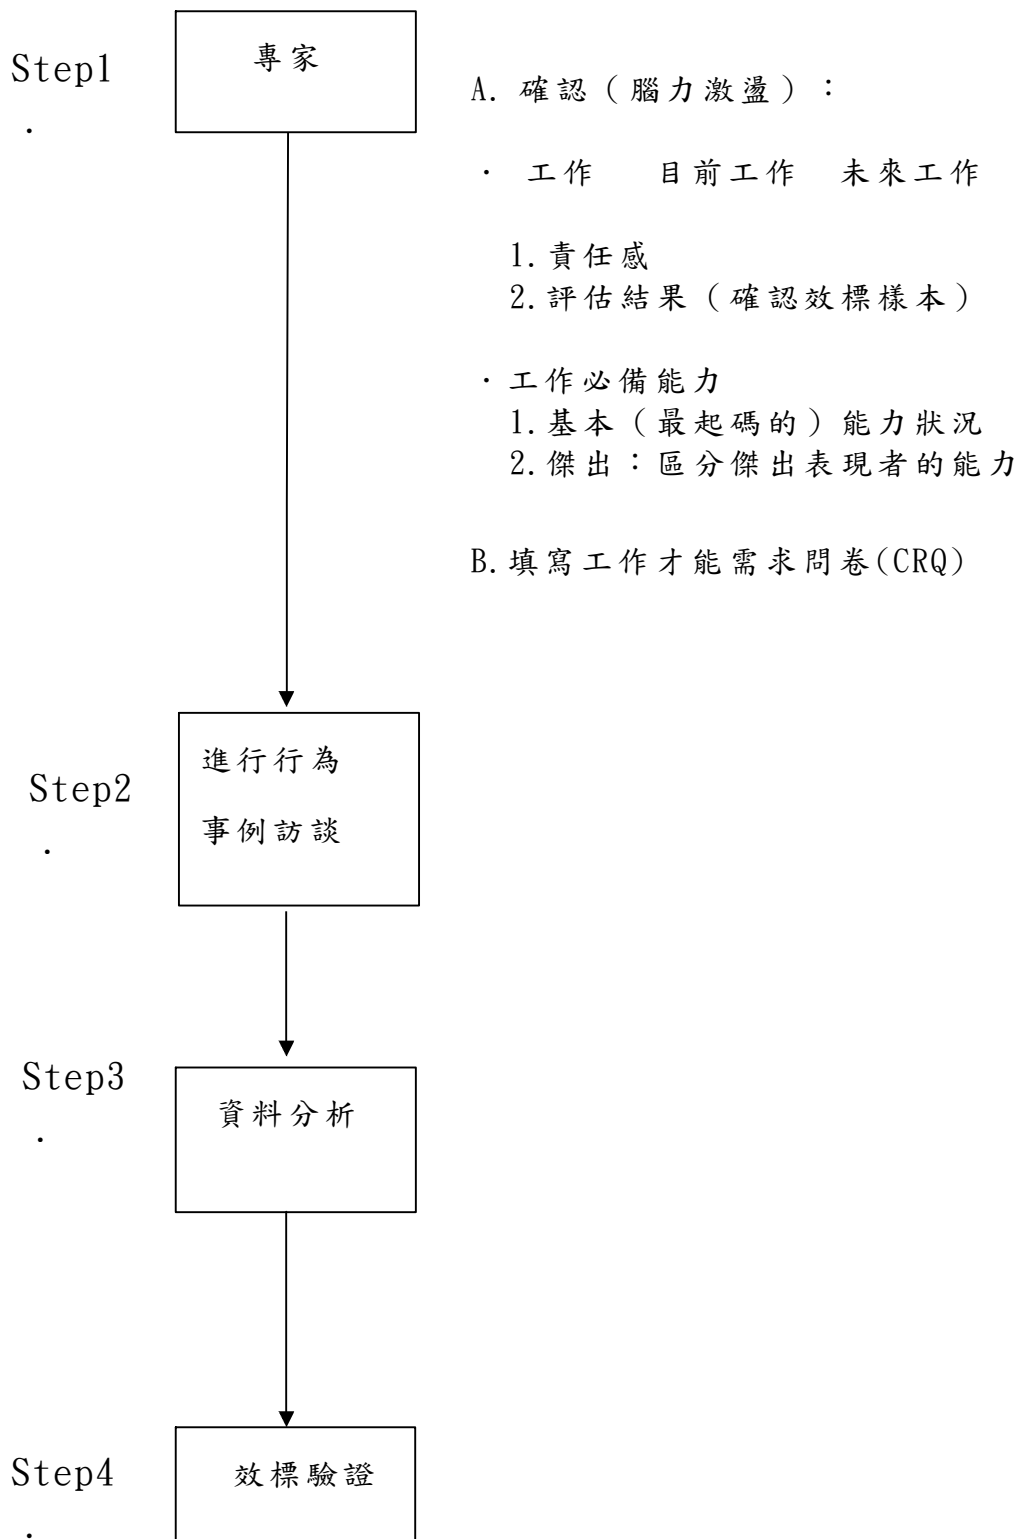 Step1
.
專家
A. 確認（腦力激盪）：
· 工作 目前工作 未來工作
1.責任感
2.評估結果（確認效標樣本）
·工作必備能力
1.基本（最起碼的）能力狀況
2.傑出：區分傑出表現者的能力
B.填寫工作才能需求問卷(CRQ)
Step2
.
進行行為
事例訪談
Step3
.
資料分析
Step4
.
效標驗證